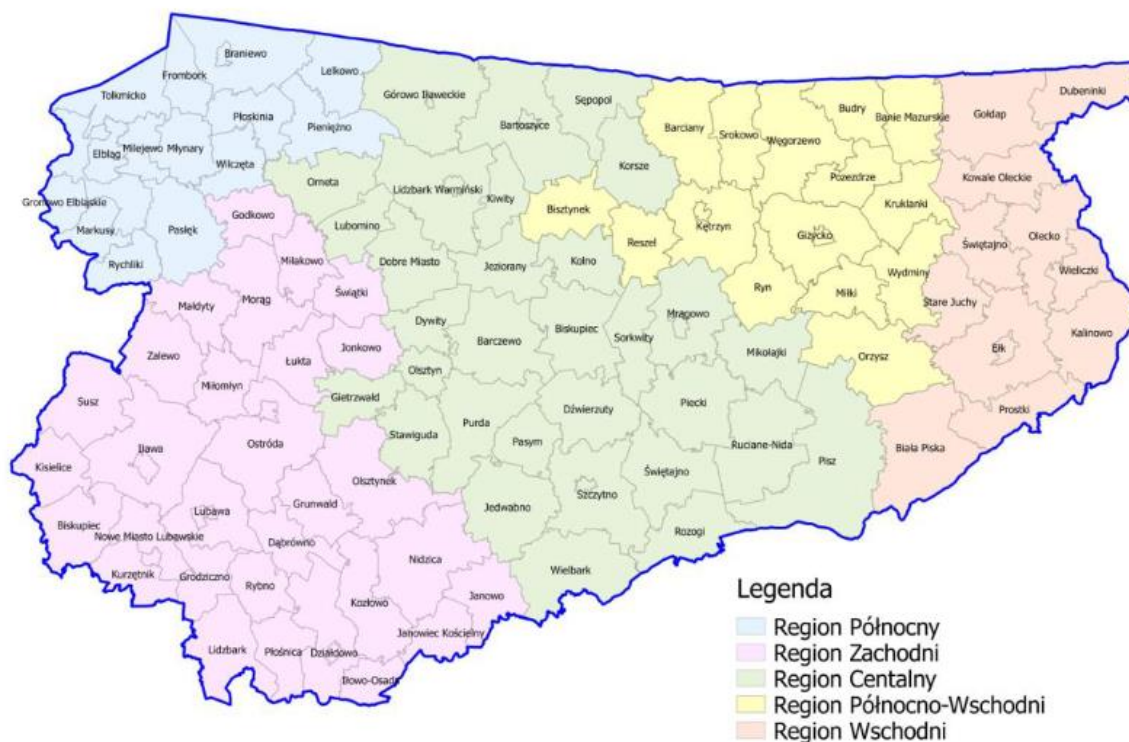 Braniewo
Lelkowo
Frombork
Tolkmicko
Płoskinia
Pieniężno
Elbląg
Milejewo
Młynary
Wilczęta
Gronowo Elbląskie
Markusy
Pasłęk
Rychliki
Górowo Iławeckie
Bartoszyce
Sępopol
Korsze
Orneta
Lidzbark Warmiński
Kiwity
Lubomino
Dobre Miasto
Jeziorany
Kolno
Barciany
Srokowo
Węgorzewo
Budry
Banie Mazurskie
Pozezdrze
Kruklanki
Bisztynek
Reszel
Kętrzyn
Giżycko
Wydminy
Ryn
Miłki
Orzysz
Gołdap
Dubeninki
Kowale Oleckie
Świętajno
Olecko
Wieliczki
Stare Juchy
Ełk
Kalinowo
Prostki
Biała Piska
Godkowo
Miłakowo
Małdyty
Morąg
Świątki
Zalewo
Łukta
Jonkowo
Miłomłyn
Susz
Iława
Ostróda
Kisielice
Olsztynek
Grunwald
Lubawa
Biskupiec
Nowe Miasto Lubawskie
Dąbrówno
Kurzętnik
Grodziczno
Rybno
Nidzica
Kozłowo
Janowo
Janowiec Kościelny
Lidzbark
Płośnica
Działdowo
Iłowo-Osada
Dywity
Barczewo
Biskupiec
Sorkwity
Mrągowo
Mikołajki
Olsztyn
Gietrzwałd
Stawiguda
Purda
Pasym
Dźwierzuty
Piecki
Ruciane-Nida
Pisz
Świętajno
Szczytno
Jedwabno
Rozogi
Wielbark
Legenda
Region Północny
Region Zachodni
Region Centalny
Region Północno-Wschodni
Region Wschodni